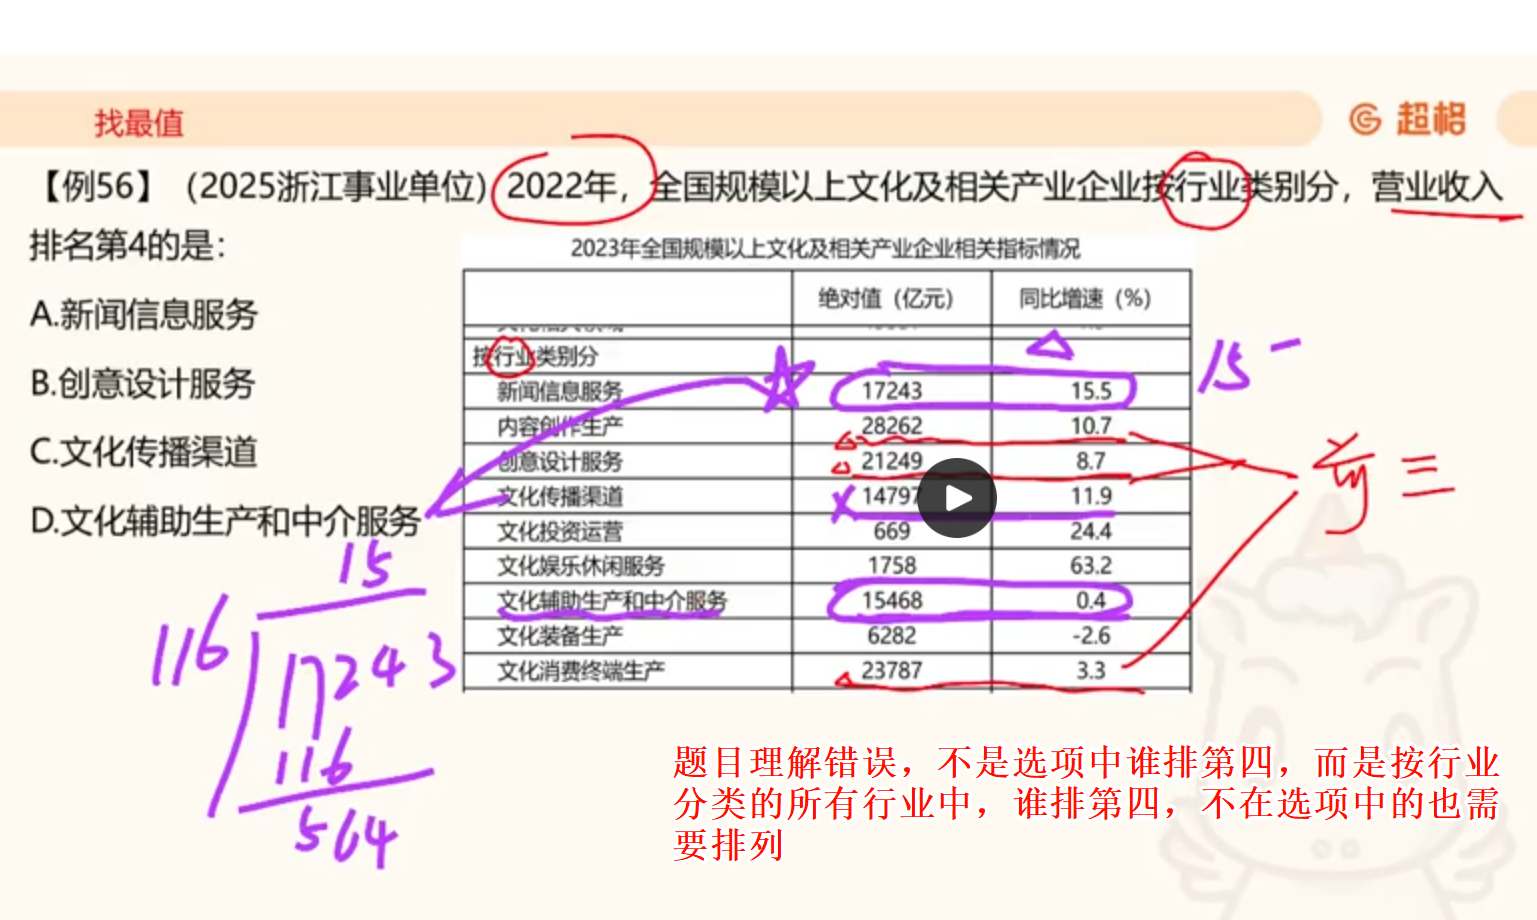 找最值
超格
【例56】（2025浙江事业单位）2022年，全国规模以上文化及相关产业企业按行业类别分，营业收入
排名第4的是：
A.新闻信息服务
B.创意设计服务
C.文化传播渠道
D.文化辅助生产和中介服务
2023年全国规模以上文化及相关产业企业相关指标情况
绝对值（亿元） 同比增速（%）
按行业类别分
新闻信息服务 17243 15.5
内容创作生产 28262 10.7
创意设计服务 21249 8.7
文化传播渠道 14797 11.9
文化投资运营 669 24.4
文化娱乐休闲服务 1758 63.2
文化辅助生产和中介服务 15468 0.4
文化装备生产 6282 -2.6
文化消费终端生产 23787 3.3
15-
前三
15
116
17243
116
564
题目理解错误，不是选项中谁排第四，而是按行业
分类的所有行业中，谁排第四，不在选项中的也需
要排列